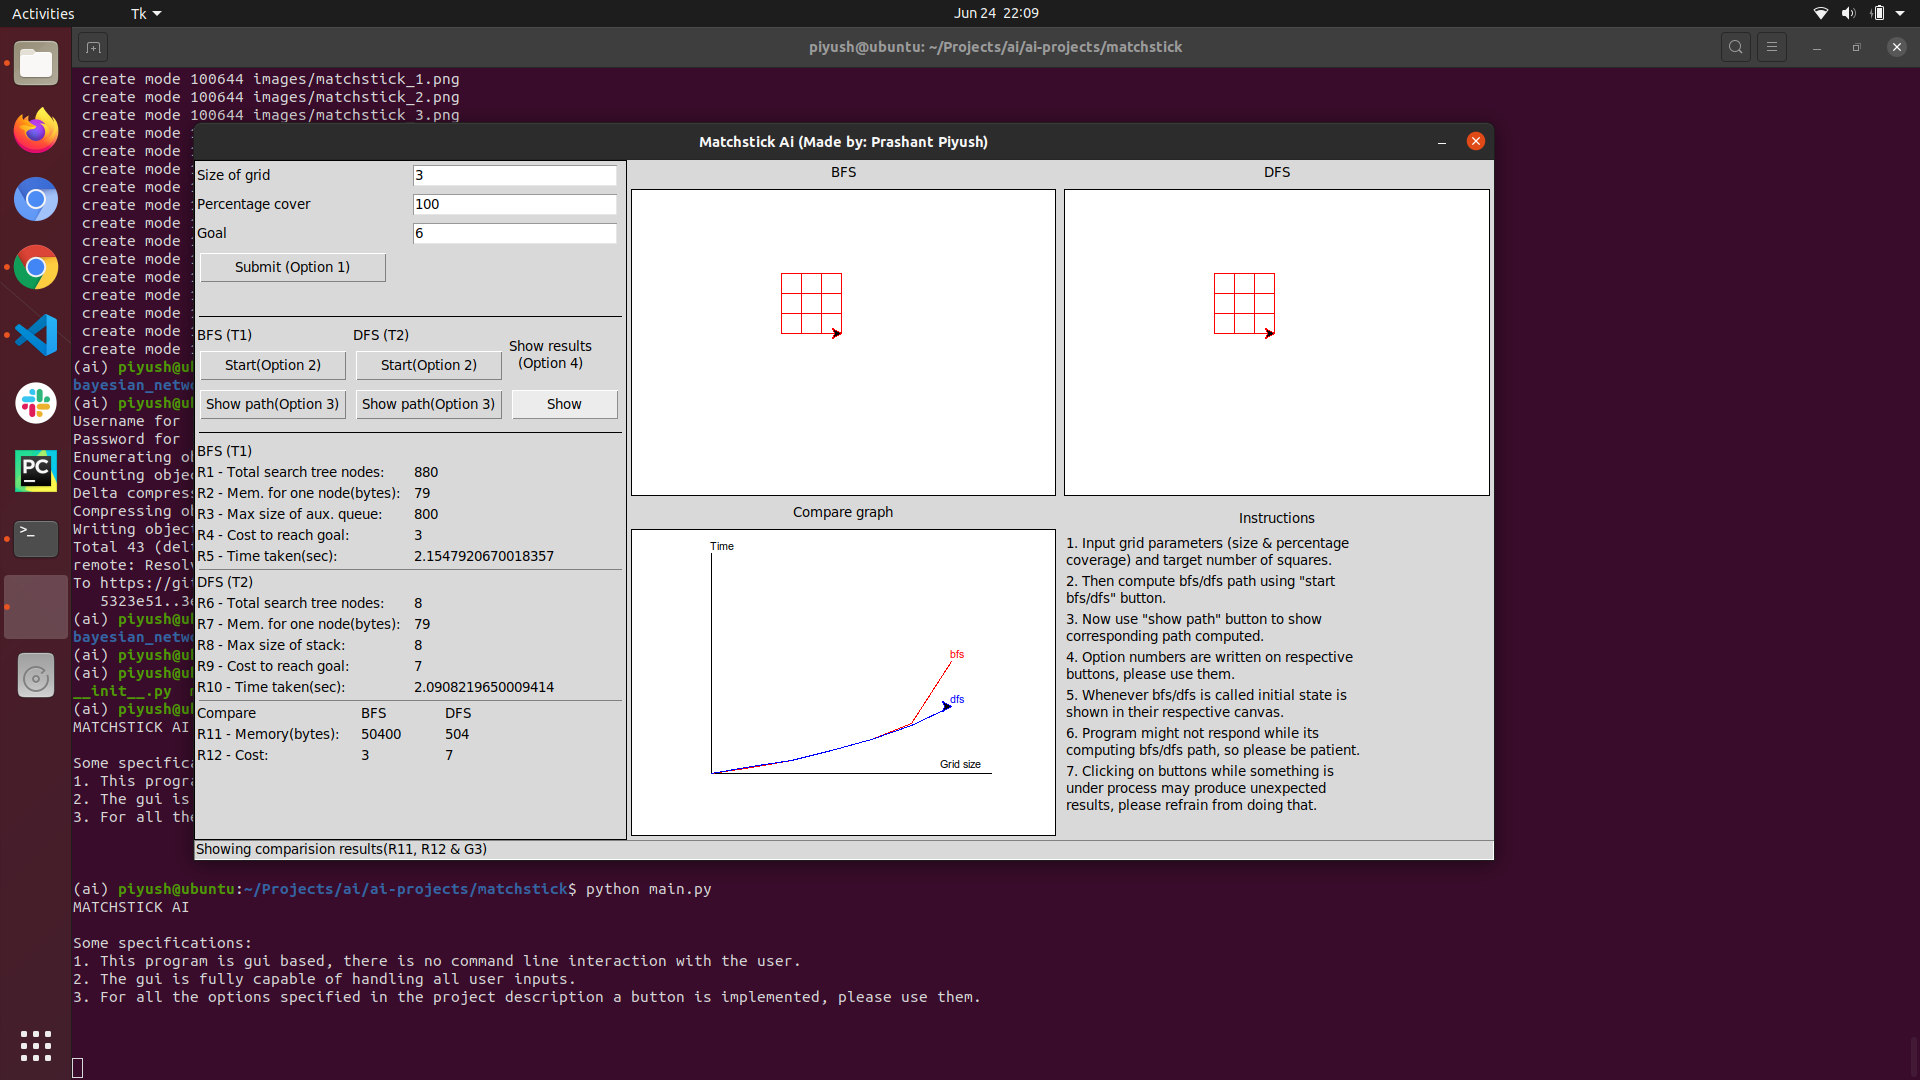 Activities
Tk
Jun 24 22:09
piyush@ubuntu: ~/Projects/ai/ai-projects/matchstick
create mode 100644 images/matchstick_1.png
create mode 100644 images/matchstick_2.png
create mode 100644 images/matchstick_3.png
create mode
create mode
create mode
create mode
create mode
create mode
create mode
create mode
create mode
create mode
create mode
create mode
create mode
(ai) piyush@u
bayesian_netw
(ai) piyush@u
Username for
Password for
Enumerating o
Counting obje
Delta compres
Compressing o
Writing objec
Total 43 (del
remote: Resol
To https://gi
5323e51..3
(ai) piyush@u
bayesian_netw
(ai) piyush@u
(ai) piyush@u
__init__.py
(ai) piyush@u
MATCHSTICK AI
Some specific
1. This progra
2. The gui is
3. For all the
Matchstick Ai (Made by: Prashant Piyush)
Size of grid 3
Percentage cover 100
Goal 6
Submit (Option 1)
BFS (T1) DFS (T2)
Show results
(Option 4)
Start(Option 2) Start(Option 2)
Show path(Option 3) Show path(Option 3) Show
BFS (T1)
R1 - Total search tree nodes: 880
R2 - Mem. for one node(bytes): 79
R3 - Max size of aux. queue: 800
R4 - Cost to reach goal: 3
R5 - Time taken(sec): 2.1547920670018357
DFS (T2)
R6 - Total search tree nodes: 8
R7 - Mem. for one node(bytes): 79
R8 - Max size of stack: 8
R9 - Cost to reach goal: 7
R10 - Time taken(sec): 2.0908219650009414
Compare BFS DFS
R11 - Memory(bytes): 50400 504
R12 - Cost: 3 7
Showing comparision results(R11, R12 & G3)
BFS
DFS
Compare graph
Time
bfs
dfs
Grid size
Instructions
1. Input grid parameters (size & percentage
coverage) and target number of squares.
2. Then compute bfs/dfs path using "start
bfs/dfs" button.
3. Now use "show path" button to show
corresponding path computed.
4. Option numbers are written on respective
buttons, please use them.
5. Whenever bfs/dfs is called initial state is
shown in their respective canvas.
6. Program might not respond while its
computing bfs/dfs path, so please be patient.
7. Clicking on buttons while something is
under process may produce unexpected
results, please refrain from doing that.
(ai) piyush@ubuntu:~/Projects/ai/ai-projects/matchstick$ python main.py
MATCHSTICK AI
Some specifications:
1. This program is gui based, there is no command line interaction with the user.
2. The gui is fully capable of handling all user inputs.
3. For all the options specified in the project description a button is implemented, please use them.
PC